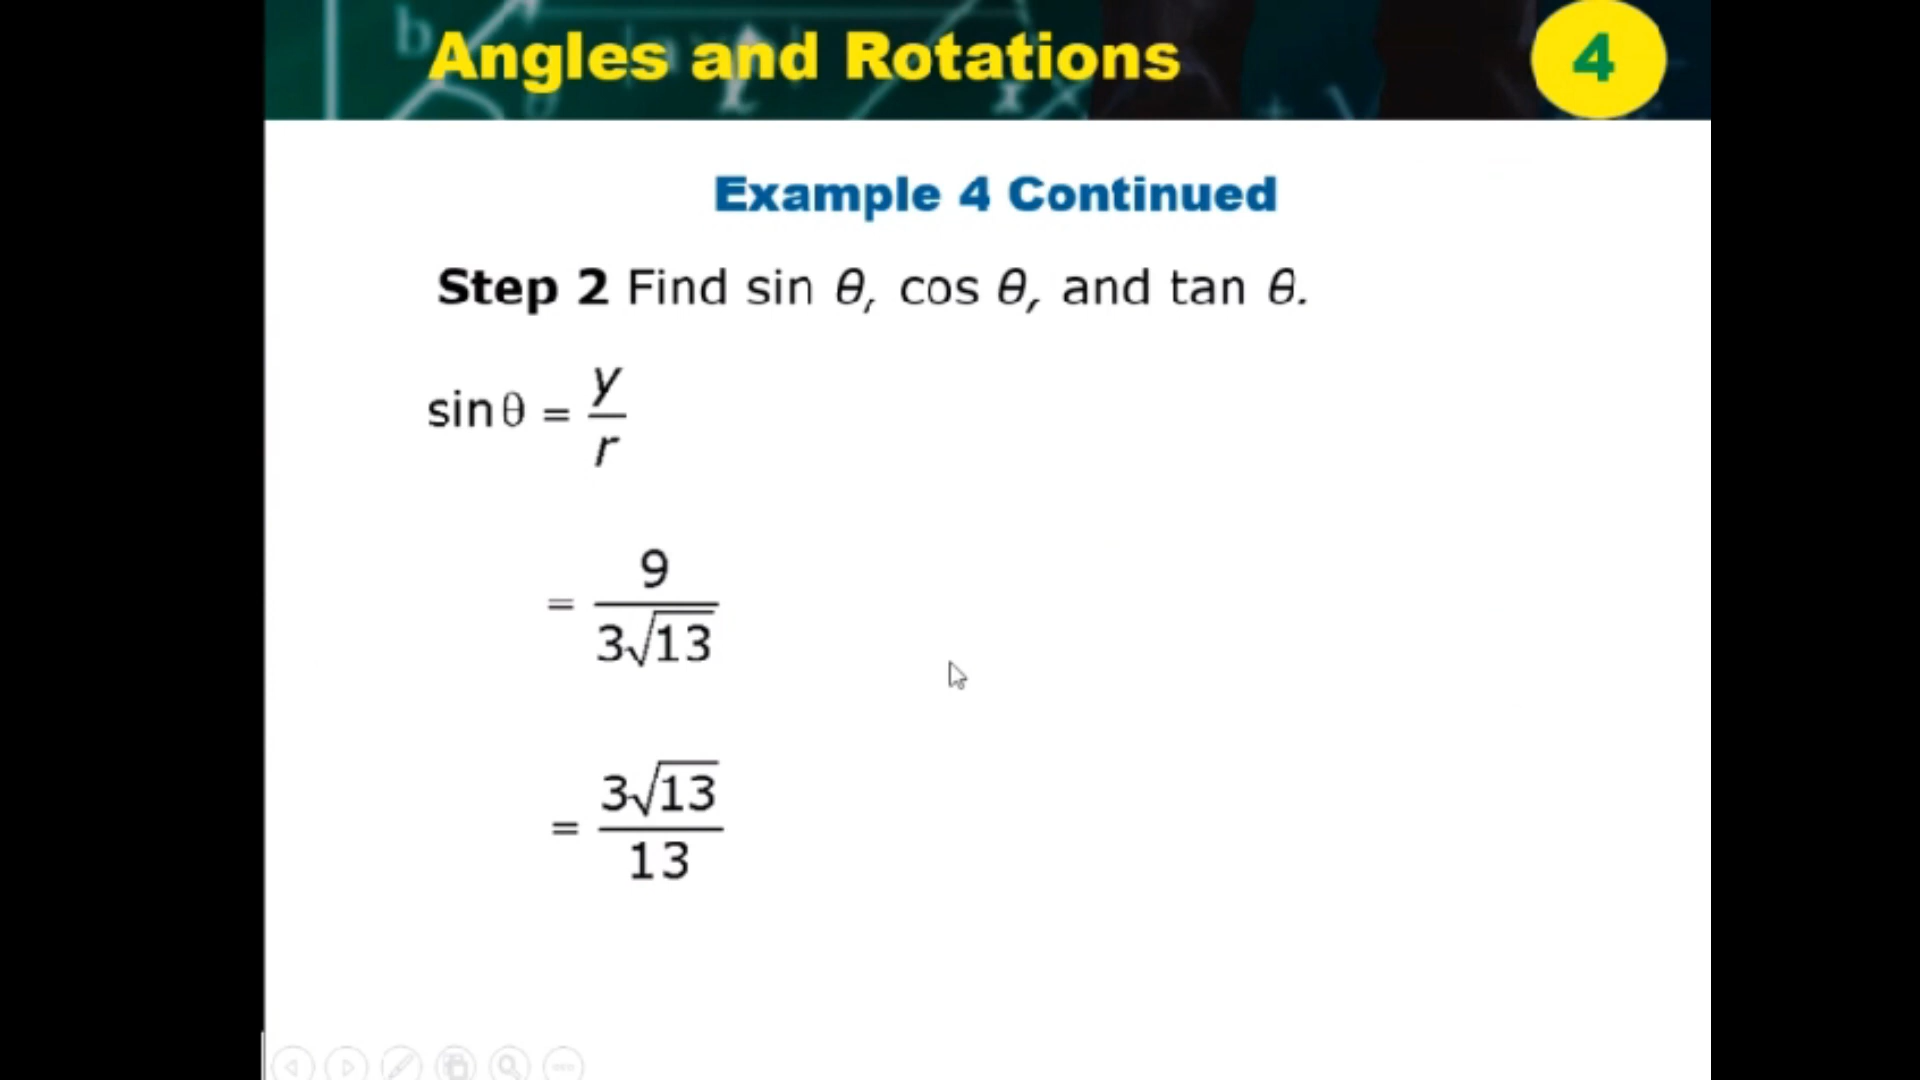 Angles and Rotations
4
Example 4 Continued
Step 2 Find sin θ, cos θ, and tan θ.
sinθ = y/r
= 9/(3√13)
= (3√13)/13